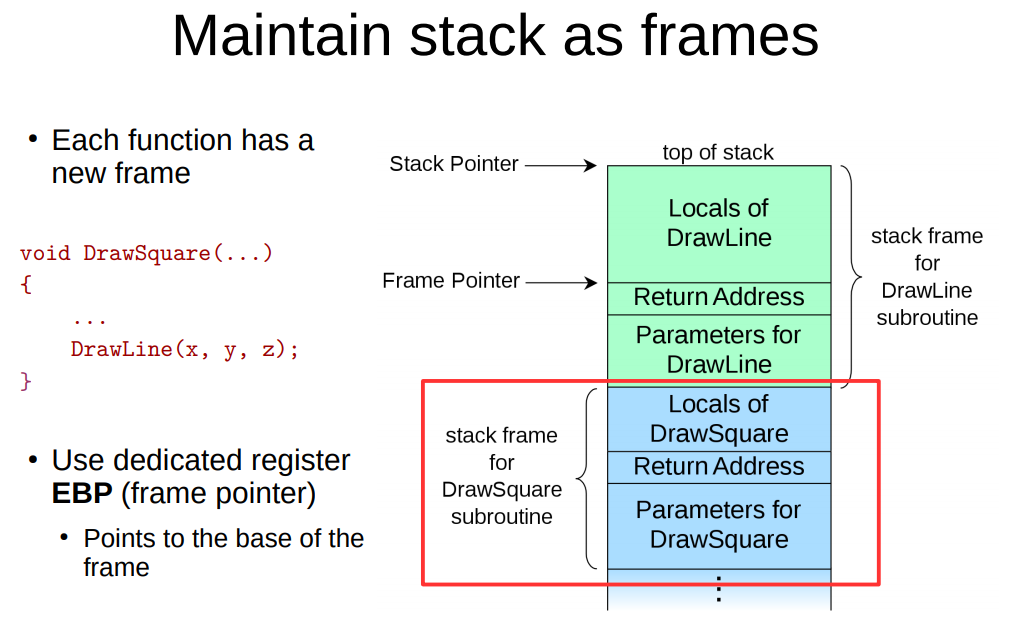 Maintain stack as frames
• Each function has a
new frame
void DrawSquare(...)
{
...
DrawLine(x, y, z);
}
• Use dedicated register
EBP (frame pointer)
• Points to the base of the
frame
top of stack
Stack Pointer
Locals of
DrawLine
Frame Pointer
Return Address
Parameters for
DrawLine
stack frame
for
DrawLine
subroutine
Locals of
DrawSquare
Return Address
Parameters for
DrawSquare
⋮
stack frame
for
DrawSquare
subroutine